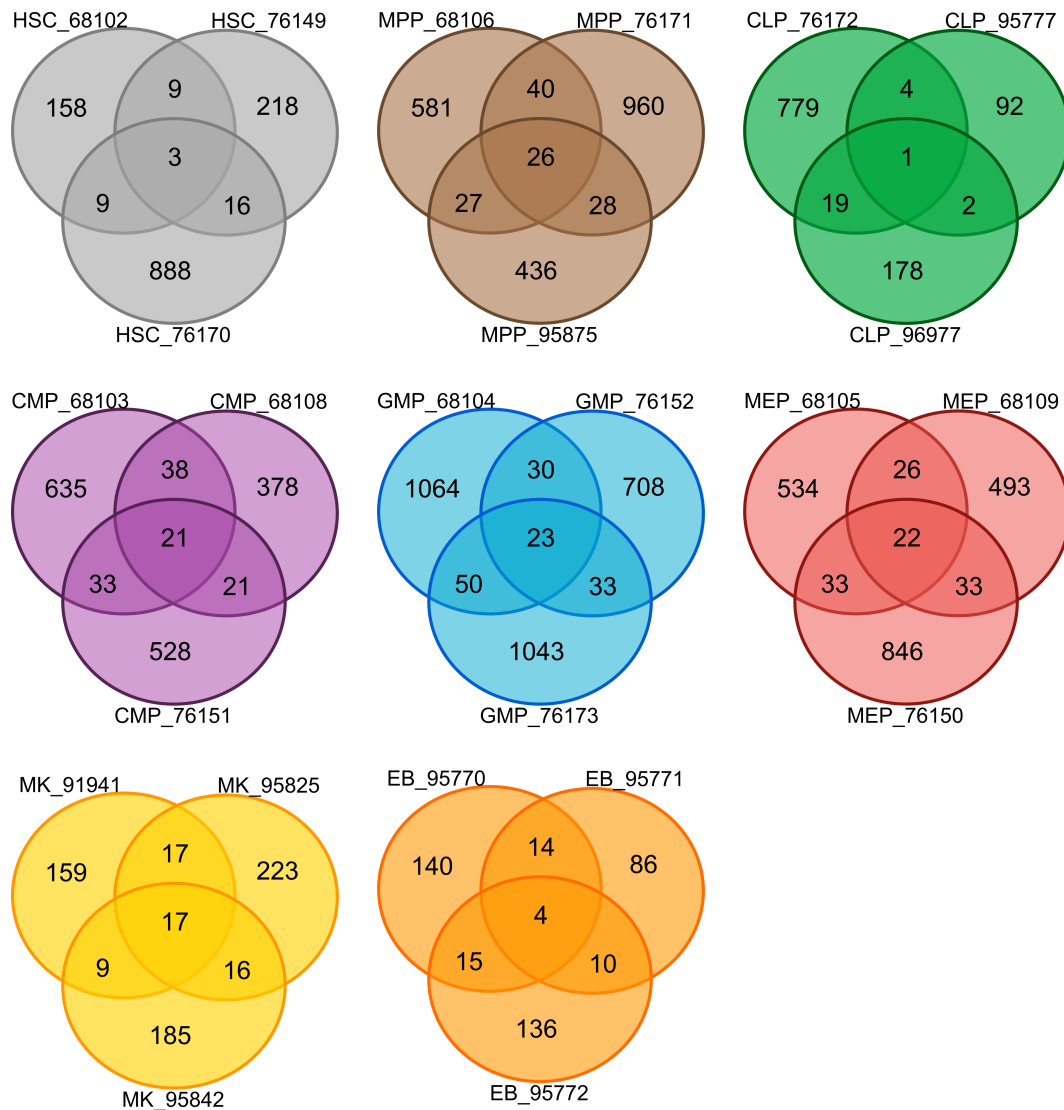 HSC_68102 HSC_76149
158 9 218
3
9 16
888
HSC_76170
MPP_68106 MPP_76171
581 40 960
26
27 28
436
MPP_95875
CLP_76172 CLP_95777
779 4 92
1
19 2
178
CLP_96977
CMP_68103 CMP_68108
635 38 378
21
33 21
528
CMP_76151
GMP_68104 GMP_76152
1064 30 708
23
50 33
1043
GMP_76173
MEP_68105 MEP_68109
534 26 493
22
33 33
846
MEP_76150
MK_91941 MK_95825
159 17 223
17
9 16
185
MK_95842
EB_95770 EB_95771
140 14 86
4
15 10
136
EB_95772